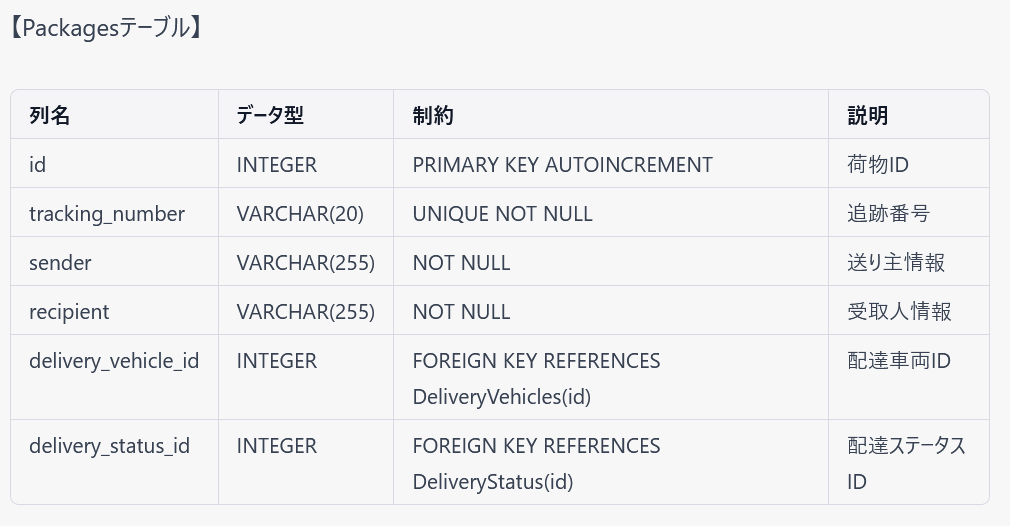 【Packagesテーブル】
列名 データ型 制約 説明
id INTEGER PRIMARY KEY AUTOINCREMENT 荷物ID
tracking_number VARCHAR(20) UNIQUE NOT NULL 追跡番号
sender VARCHAR(255) NOT NULL 送り主情報
recipient VARCHAR(255) NOT NULL 受取人情報
delivery_vehicle_id INTEGER FOREIGN KEY REFERENCES 配達車両ID
DeliveryVehicles(id)
delivery_status_id INTEGER FOREIGN KEY REFERENCES 配達ステータス
DeliveryStatus(id) ID